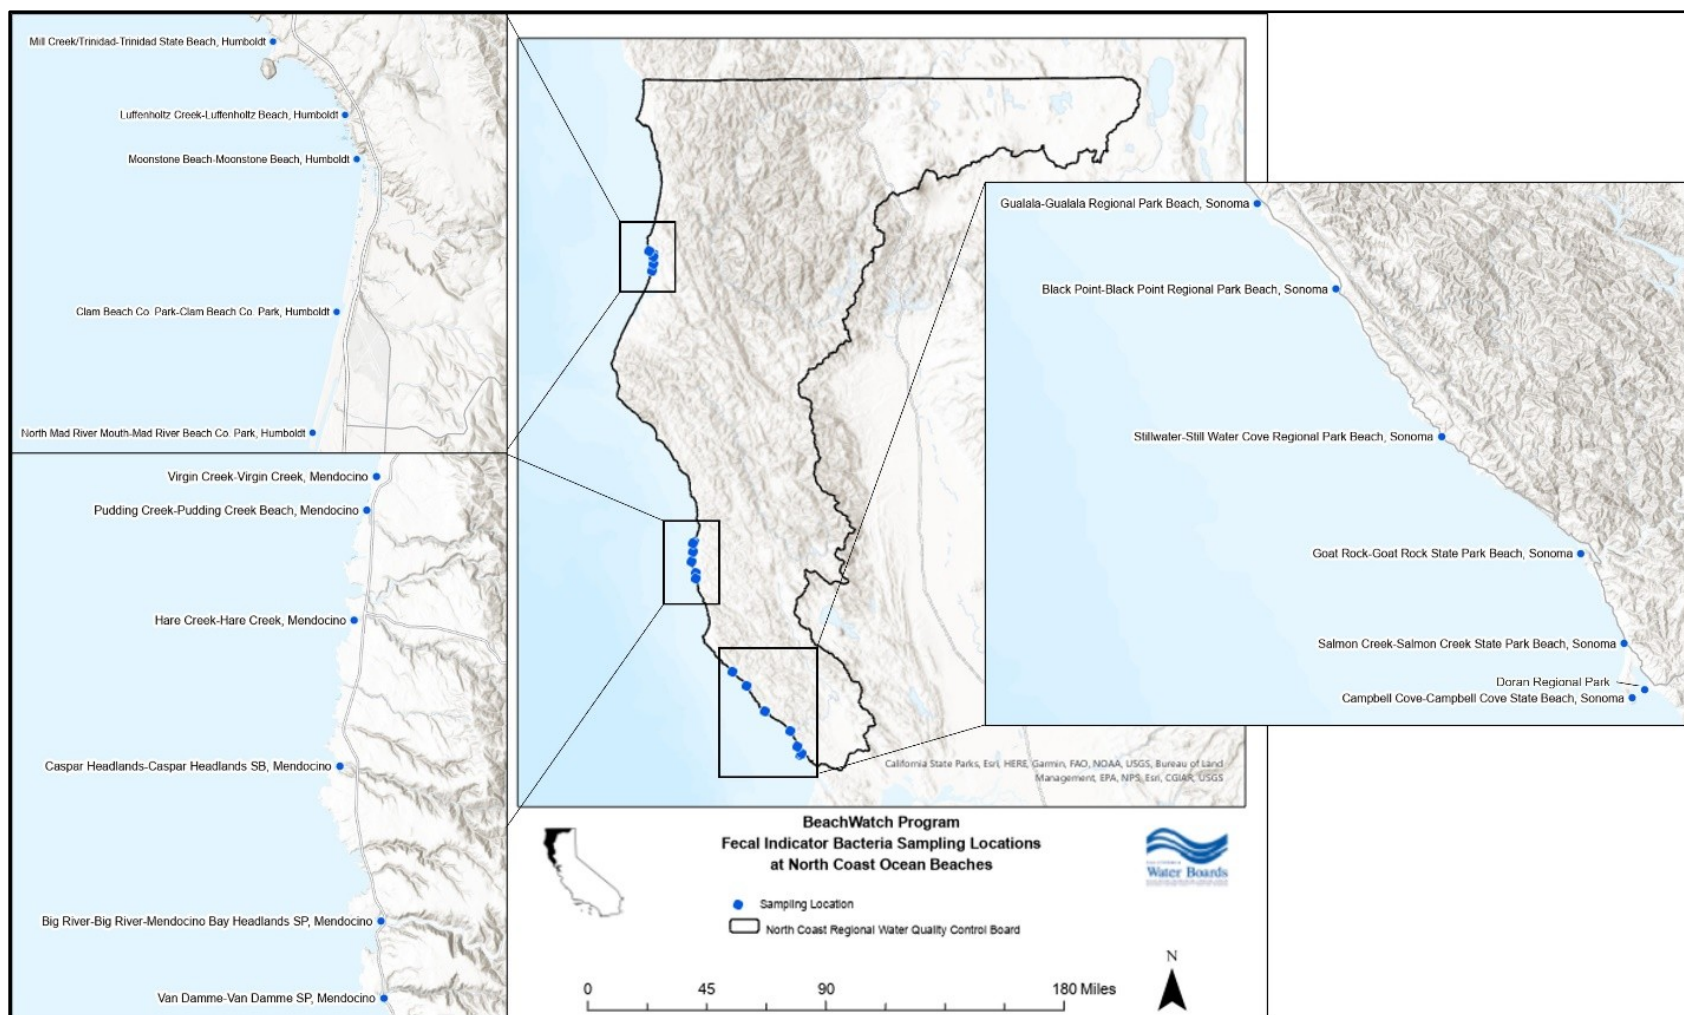 Mill Creek/Trinidad-Trinidad State Beach, Humboldt
Luffenholtz Creek-Luffenholtz Beach, Humboldt
Moonstone Beach-Moonstone Beach, Humboldt
Clam Beach Co. Park-Clam Beach Co. Park, Humboldt
North Mad River Mouth-Mad River Beach Co. Park, Humboldt
Virgin Creek-Virgin Creek, Mendocino
Pudding Creek-Pudding Creek Beach, Mendocino
Hare Creek-Hare Creek, Mendocino
Caspar Headlands-Caspar Headlands SB, Mendocino
Big River-Big River-Mendocino Bay Headlands SP, Mendocino
Van Damme-Van Damme SP, Mendocino
Gualala-Gualala Regional Park Beach, Sonoma
Black Point-Black Point Regional Park Beach, Sonoma
Stillwater-Still Water Cove Regional Park Beach, Sonoma
Goat Rock-Goat Rock State Park Beach, Sonoma
Salmon Creek-Salmon Creek State Park Beach, Sonoma
Doran Regional Park
Campbell Cove-Campbell Cove State Beach, Sonoma
California State Parks, Esri, HERE, Garmin, FAO, NOAA, USGS, Bureau of Land
Management, EPA, NPS, Esri, CGIAR, USGS
BeachWatch Program
Fecal Indicator Bacteria Sampling Locations
at North Coast Ocean Beaches
Sampling Location
North Coast Regional Water Quality Control Board
Water Boards
N
0 45 90 180 Miles